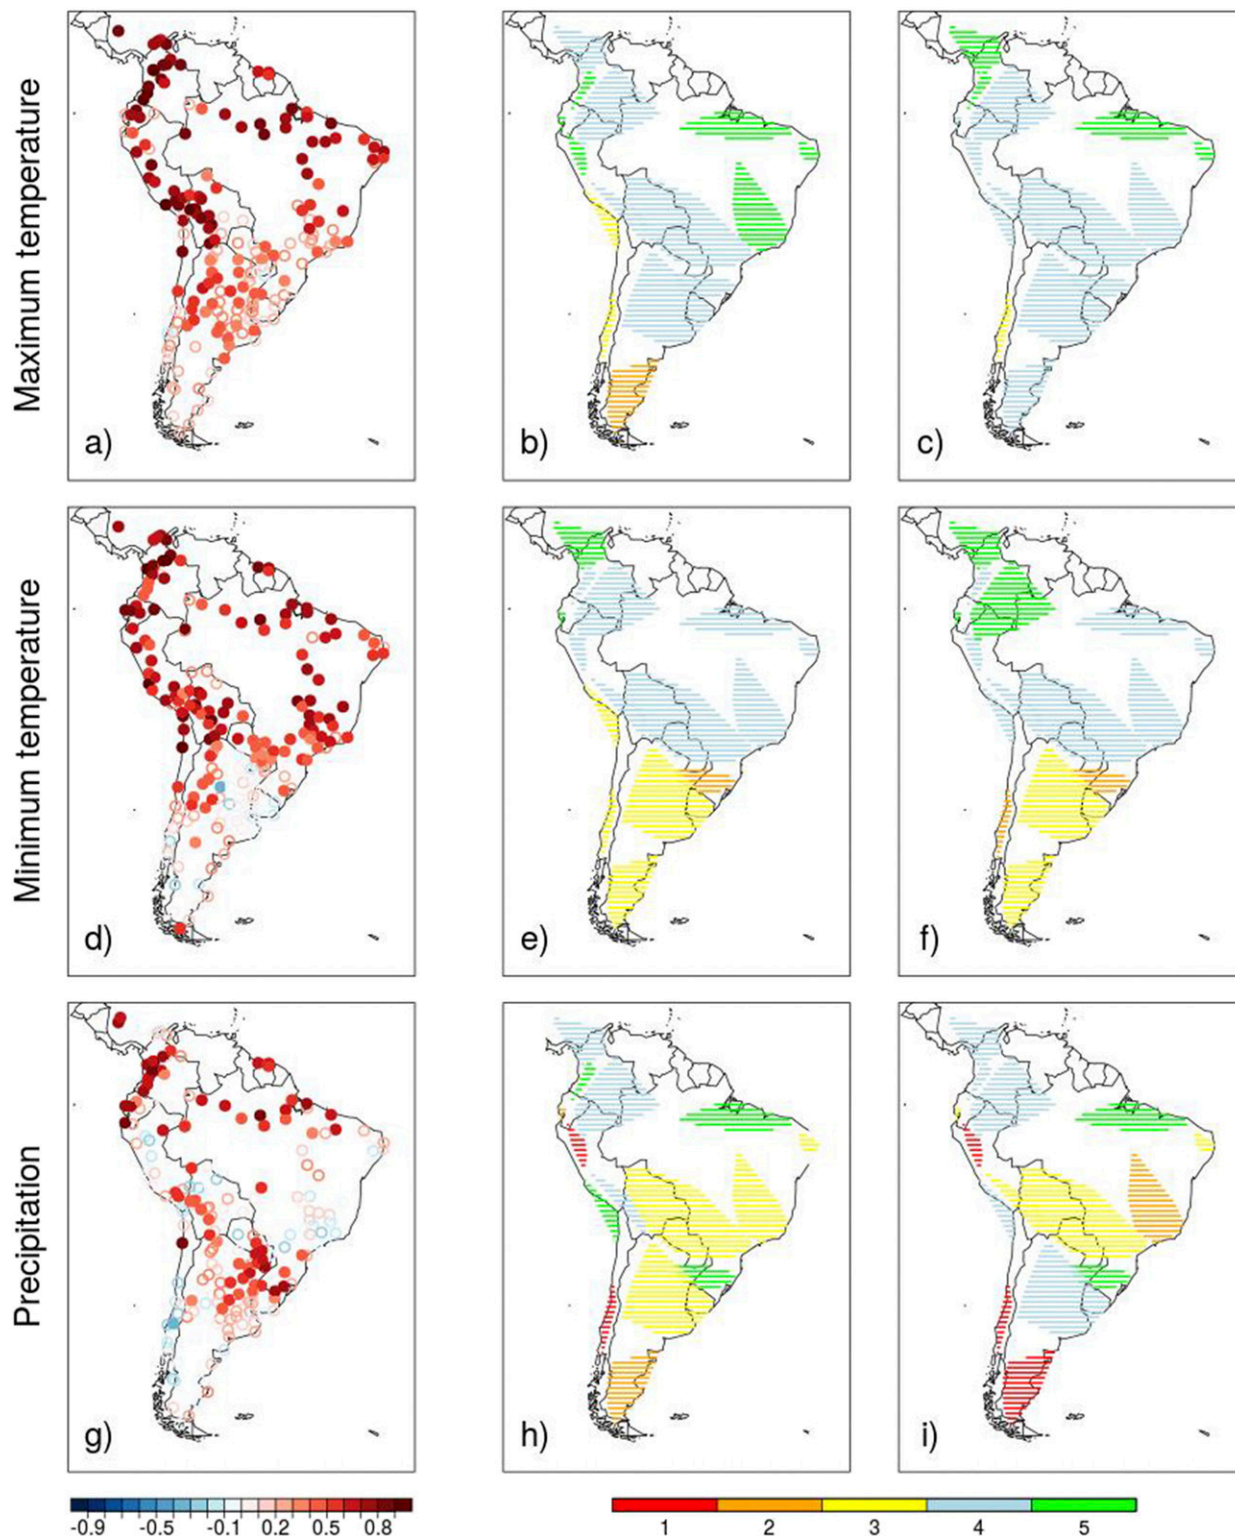 Maximum temperature
a)
b)
c)
Minimum temperature
d)
e)
f)
Precipitation
g)
h)
i)
-0.9 -0.5 -0.1 0.2 0.5 0.8
1 2 3 4 5